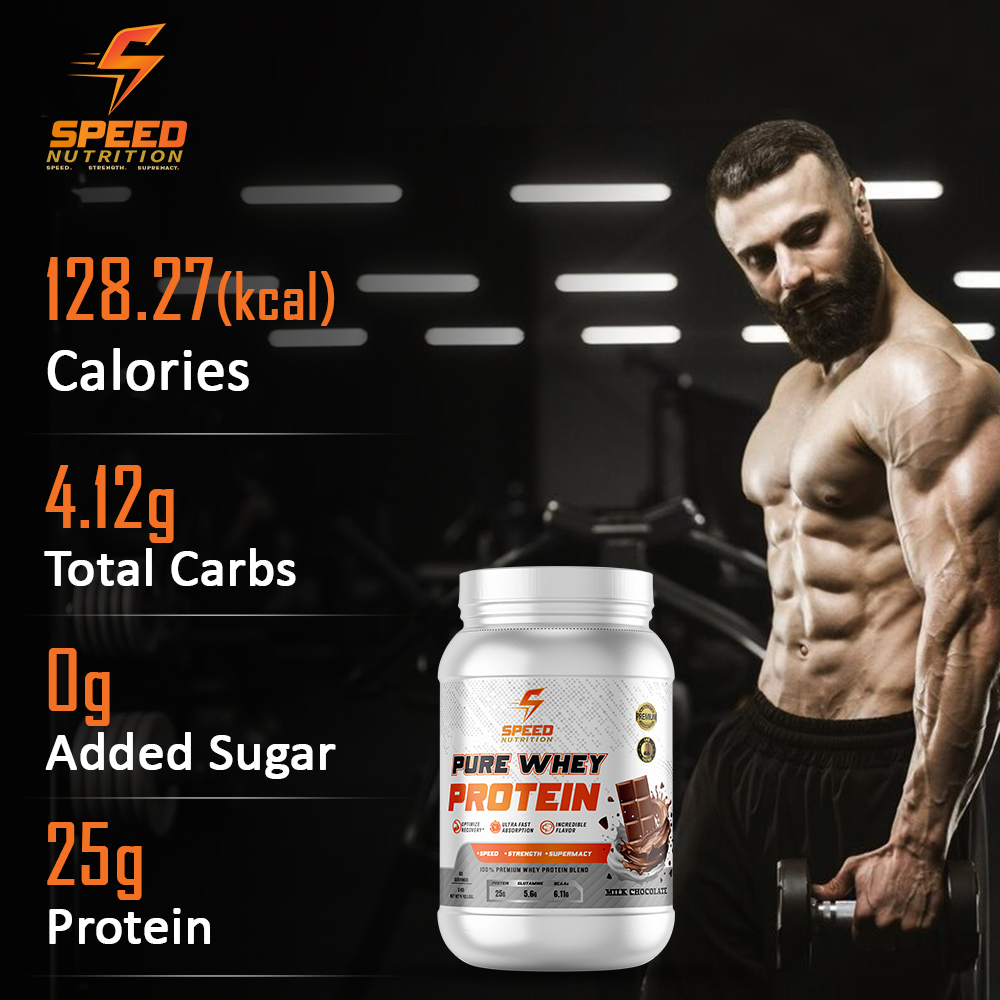 SPEED
NUTRITION
SPEED. STRENGTH. SUPREMACY.
128.27(kcal)
Calories
4.12g
Total Carbs
0g
Added Sugar
25g
Protein
SPEED
NUTRITION
PREMIUM
PURE WHEY
PROTEIN
OPTIMIZE RECOVERY*
ULTRA FAST ABSORPTION
INCREDIBLE FLAVOR
•SPEED •STRENGTH •SUPERMACY
100% PREMIUM WHEY PROTEIN BLEND
PROTEIN GLUTAMINE BCAAs
25g 5.6g 6.11g
MILK CHOCOLATE